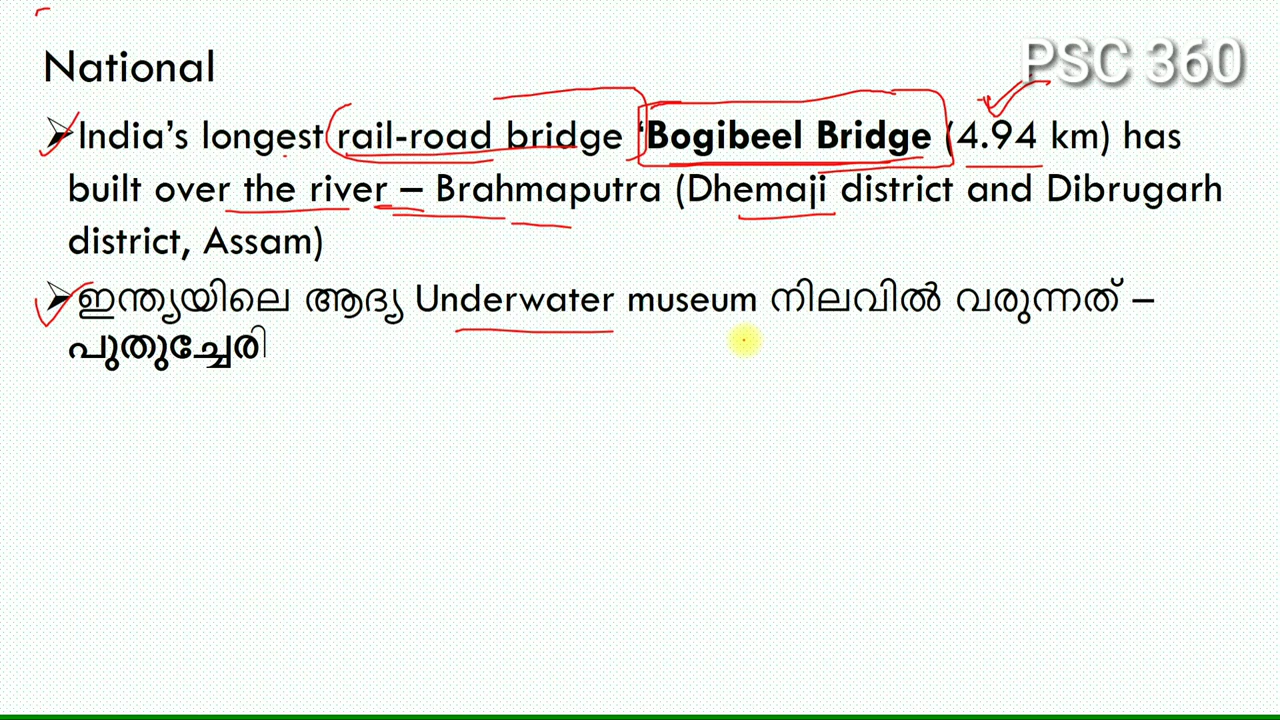 PSC 360
National
India's longest rail-road bridge 'Bogibeel Bridge (4.94 km) has
built over the river – Brahmaputra (Dhemaji district and Dibrugarh
district, Assam)
ഇന്ത്യയിലെ ആദ്യ Underwater museum നിലവിൽ വരുന്നത് –
പുതുച്ചേരി